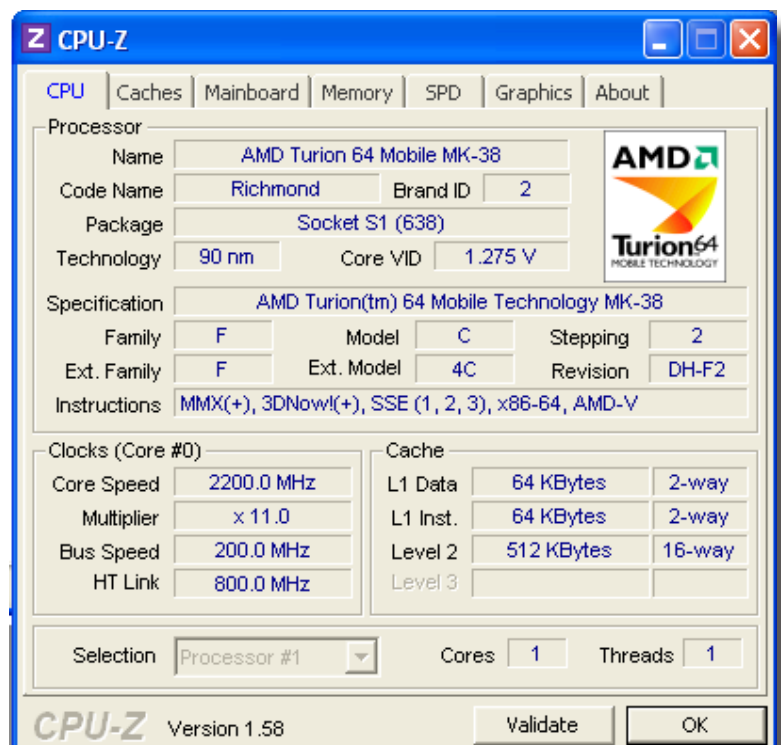 CPU-Z
CPU Caches Mainboard Memory SPD Graphics About
Processor
Name AMD Turion 64 Mobile MK-38
Code Name Richmond Brand ID 2
Package Socket S1 (638)
Technology 90 nm Core VID 1.275 V
AMD
Turion64
MOBILE TECHNOLOGY
Specification AMD Turion(tm) 64 Mobile Technology MK-38
Family F Model C Stepping 2
Ext. Family F Ext. Model 4C Revision DH-F2
Instructions MMX(+), 3DNow!(+), SSE (1, 2, 3), x86-64, AMD-V
Clocks (Core #0)
Core Speed 2200.0 MHz
Multiplier x 11.0
Bus Speed 200.0 MHz
HT Link 800.0 MHz
Cache
L1 Data 64 KBytes 2-way
L1 Inst. 64 KBytes 2-way
Level 2 512 KBytes 16-way
Level 3
Selection Processor #1 Cores 1 Threads 1
CPU-Z Version 1.58 Validate OK